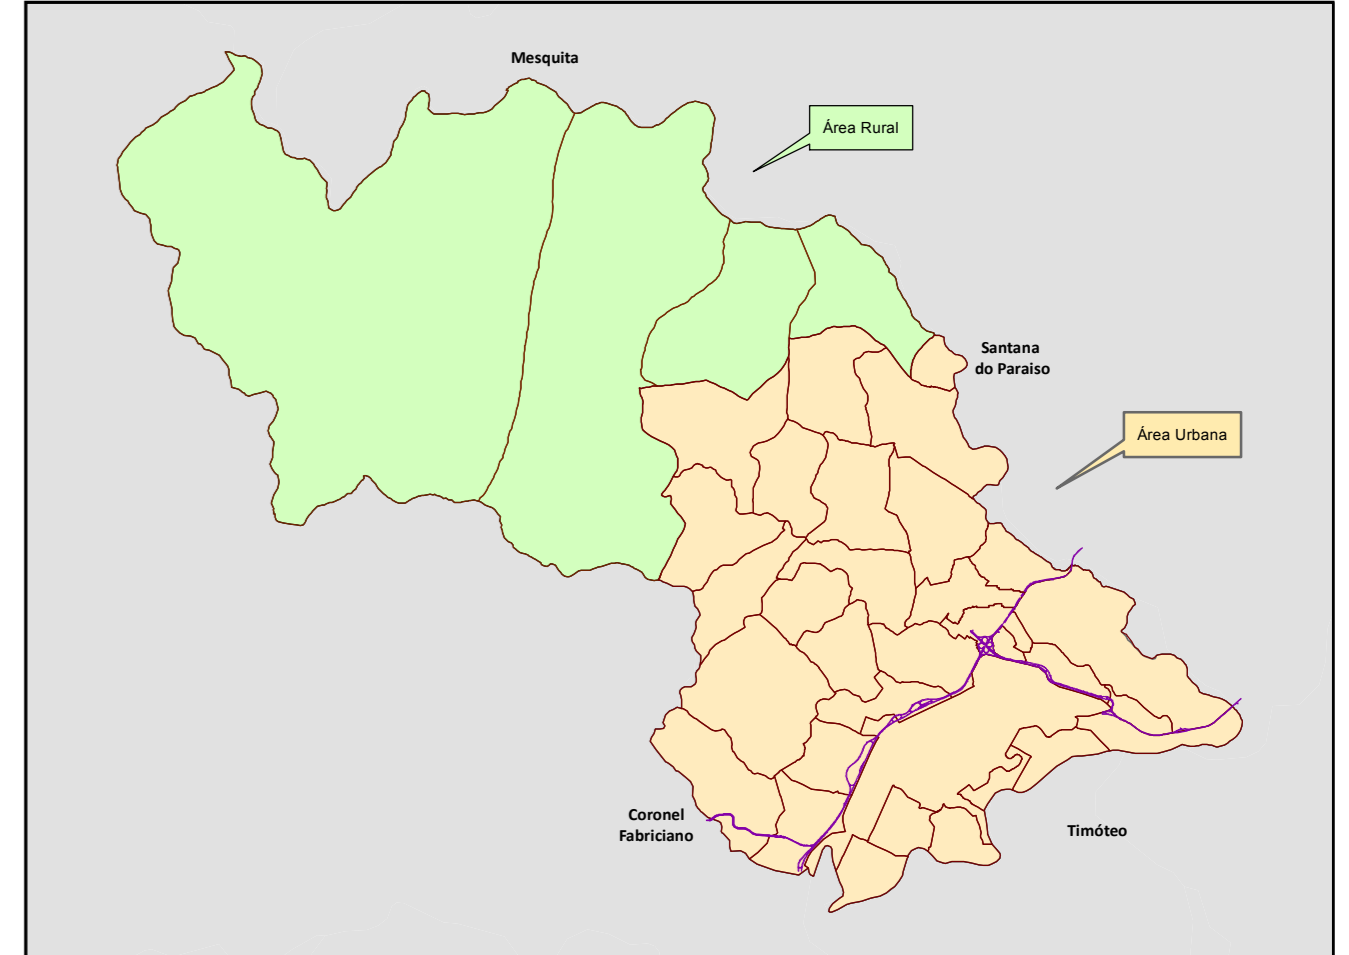 Mesquita
Área Rural
Santana
do Paraiso
Área Urbana
Coronel
Fabriciano
Timóteo